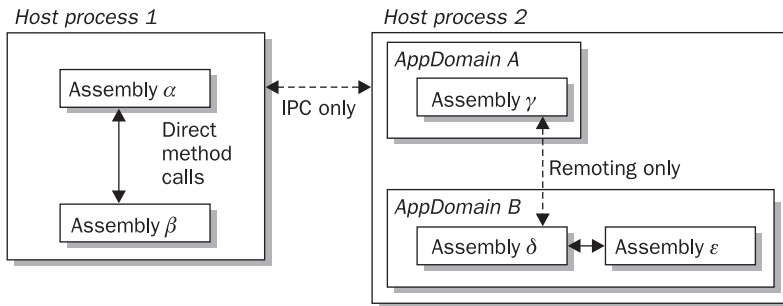 Host process 1
Assembly α
Direct
method
calls
Assembly β
IPC only
Host process 2
AppDomain A
Assembly γ
Remoting only
AppDomain B
Assembly δ
Assembly ε